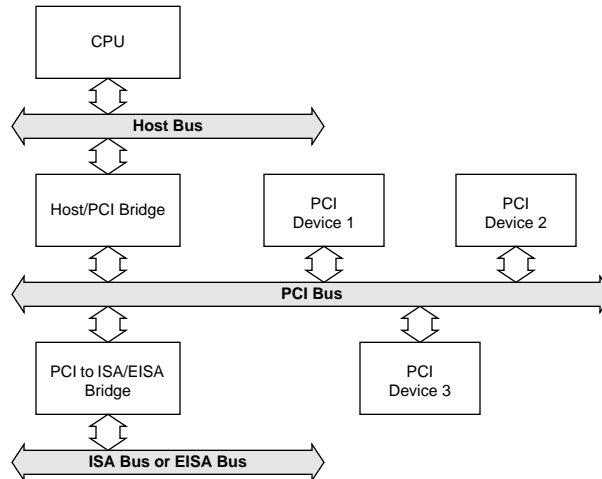 CPU
Host Bus
Host/PCI Bridge
PCI
Device 1
PCI
Device 2
PCI Bus
PCI to ISA/EISA
Bridge
PCI
Device 3
ISA Bus or EISA Bus